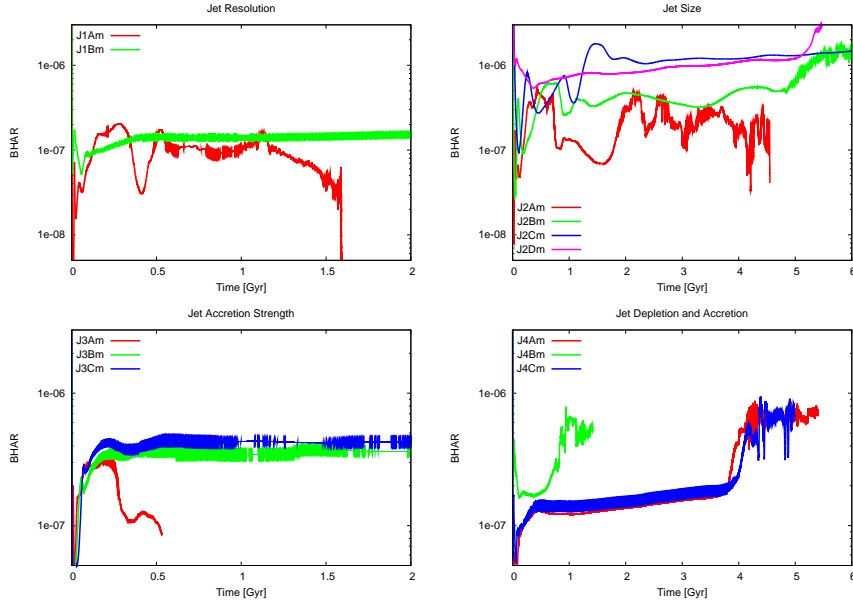 Jet Resolution
J1Am
J1Bm
1e-06
1e-07
1e-08
BHAR
0
0.5
1
1.5
2
Time [Gyr]
Jet Size
1e-06
1e-07
1e-08
BHAR
J2Am
J2Bm
J2Cm
J2Dm
0
1
2
3
4
5
6
Time [Gyr]
Jet Accretion Strength
J3Am
J3Bm
J3Cm
1e-06
1e-07
BHAR
0
0.5
1
1.5
2
Time [Gyr]
Jet Depletion and Accretion
J4Am
J4Bm
J4Cm
1e-06
1e-07
BHAR
0
1
2
3
4
5
6
Time [Gyr]